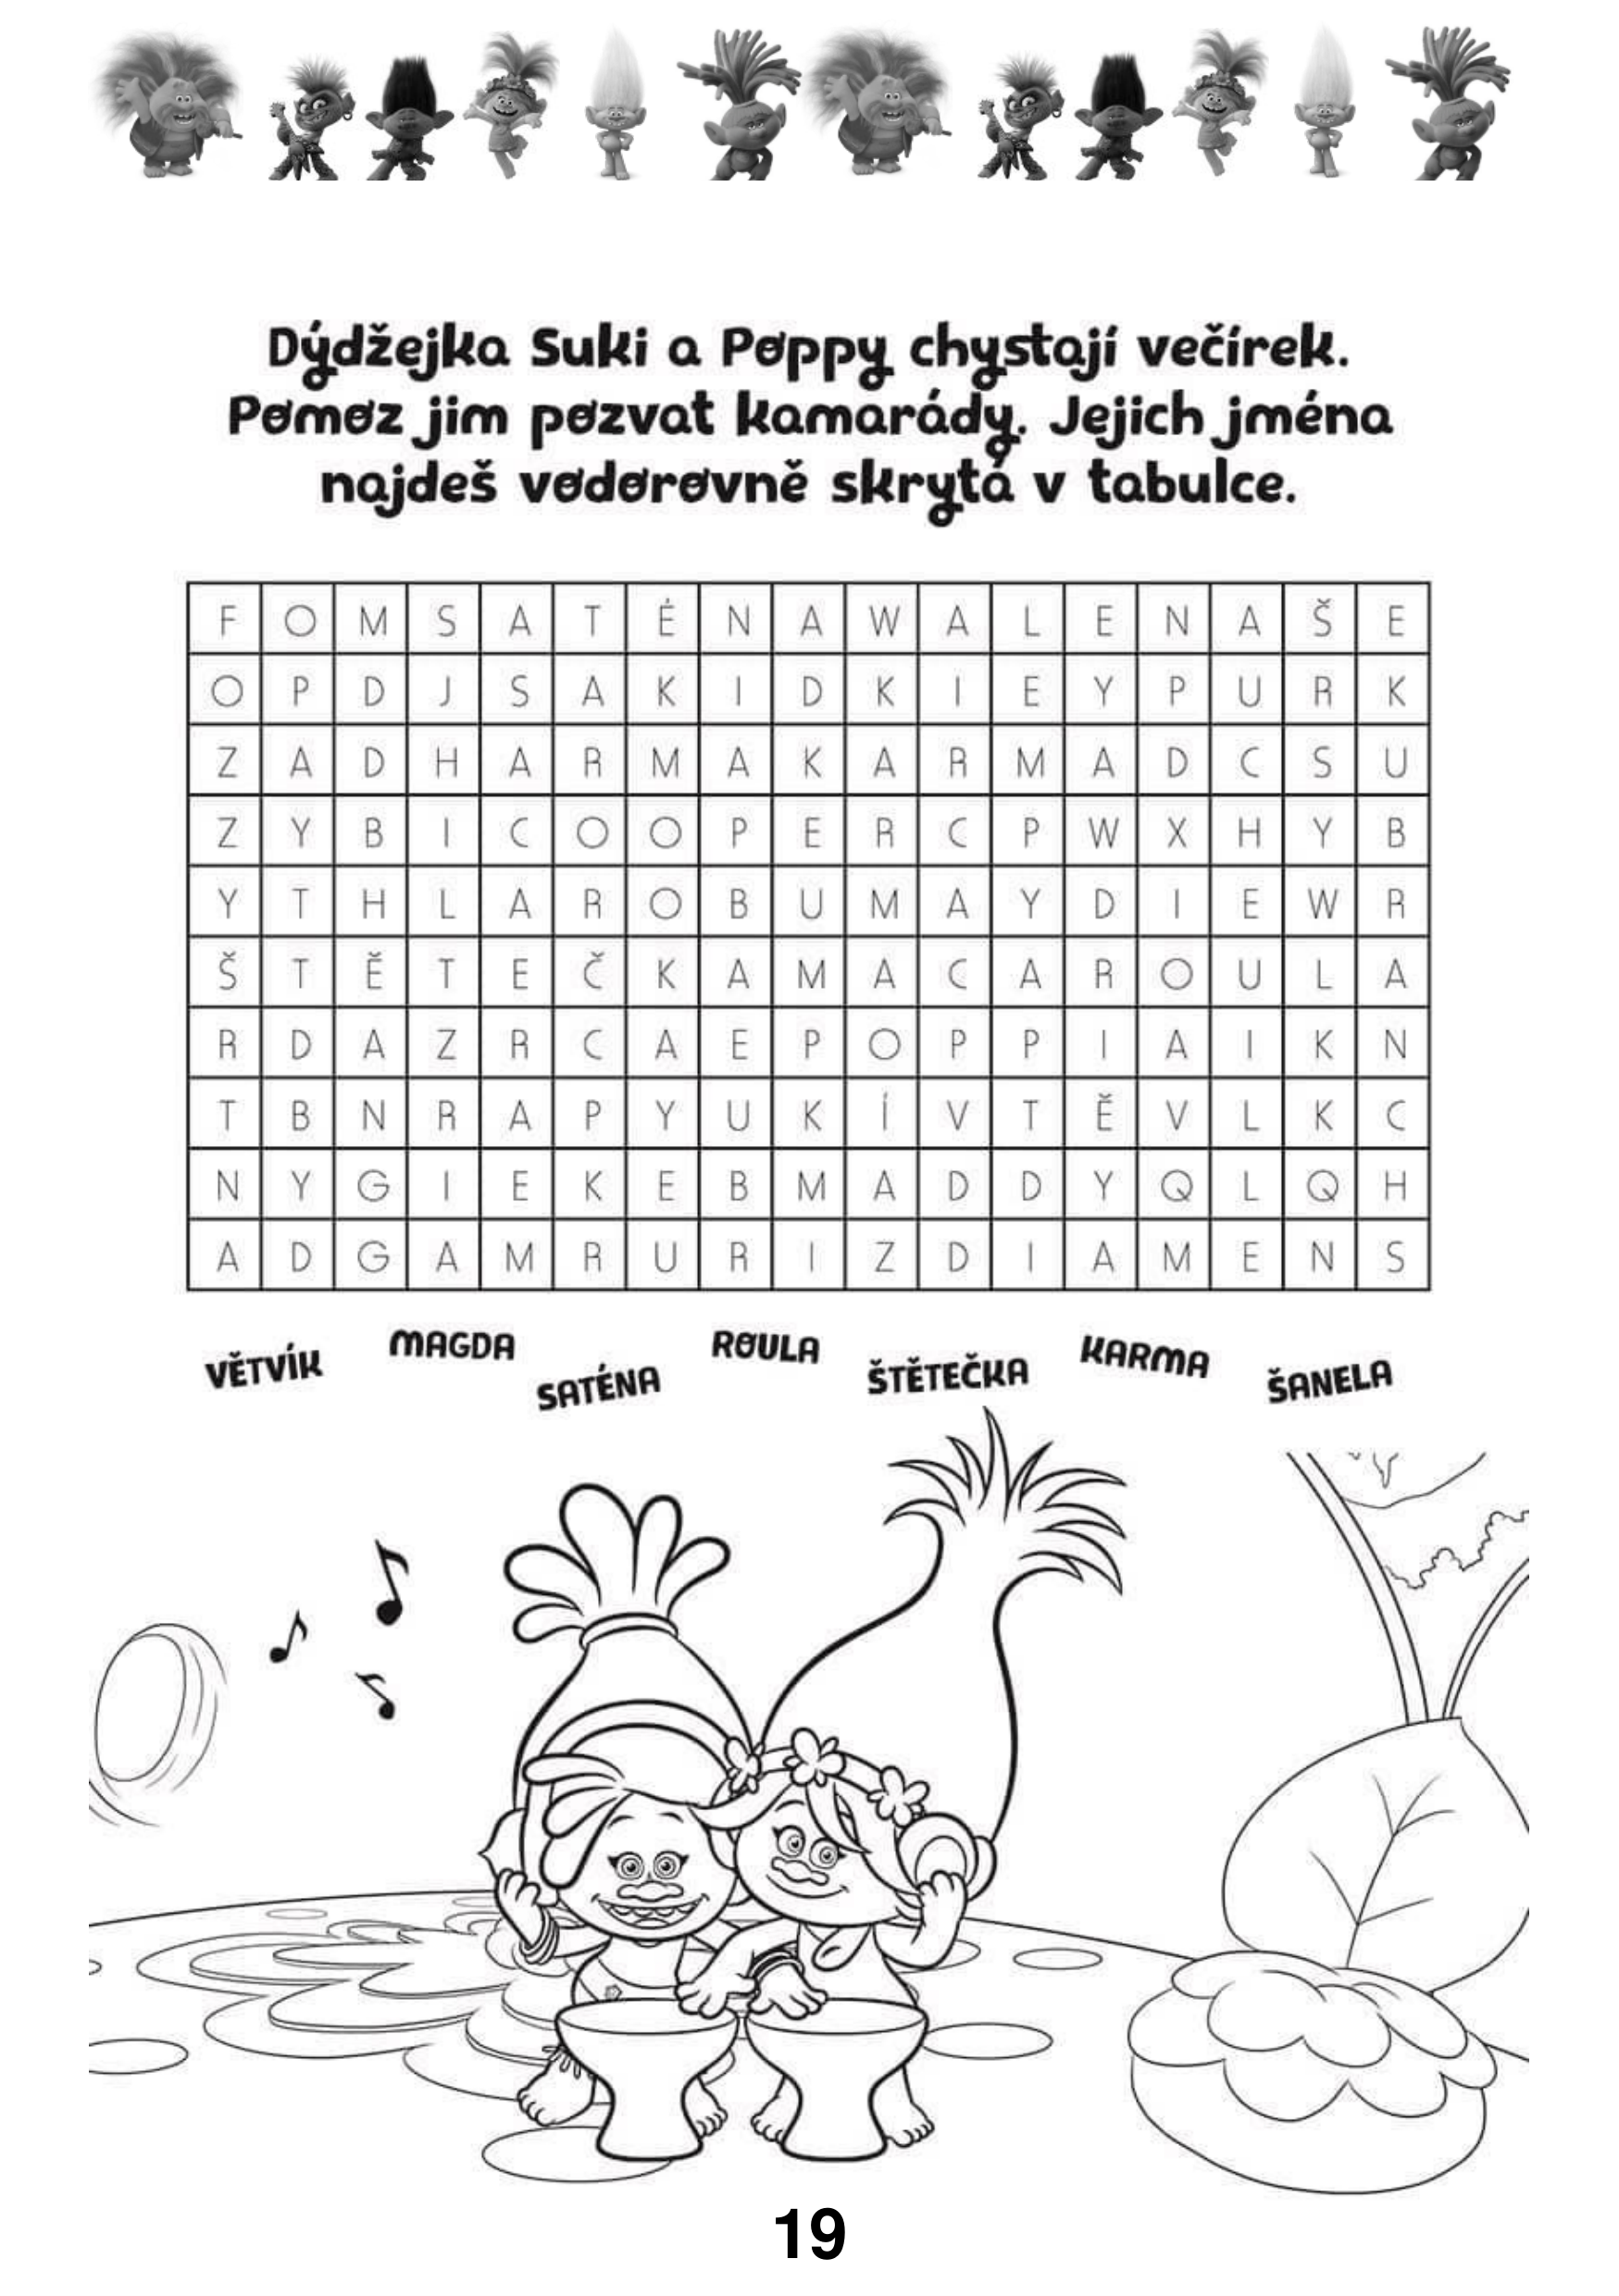 Dýdžejka Suki a Poppy chystají večírek.
Pomoz jim pozvat kamarády. Jejich jména
najdeš vodorovně skrytá v tabulce.
F O M S A T É N A W A L E N A Š E
O P D J S A K I D K I E Y P U R K
Z A D H A R M A K A R M A D C S U
Z Y B I C O O P E R C P W X H Y B
Y T H L A R O B U M A Y D I E W R
Š T Ě T E Č K A M A C A R O U L A
R D A Z R C A E P O P P I A I K N
T B N R A P Y U K Í V T Ě V L K C
N Y G I E K E B M A D D Y Q L Q H
A D G A M R U R I Z D I A M E N S
VĚTVÍK MAGDA SATÉNA ROULA ŠTĚTEČKA KARMA ŠANELA
19